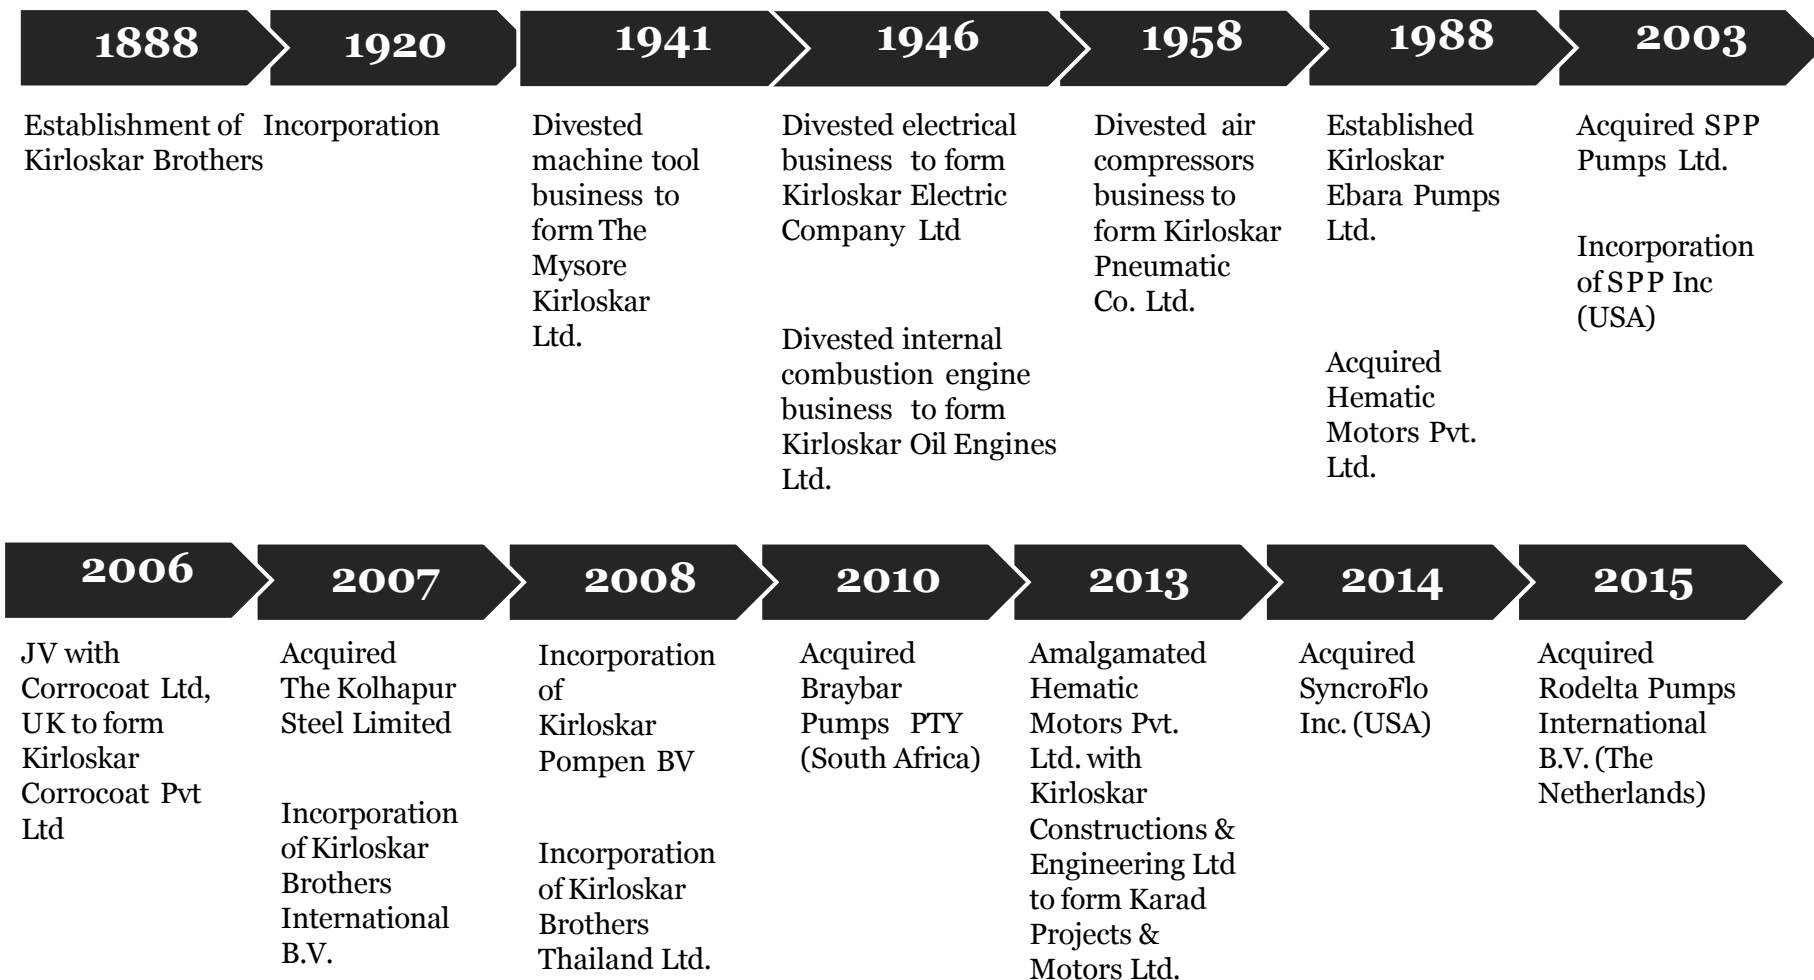 1888
1920
1941
1946
1958
1988
2003
Establishment of
Kirloskar Brothers
Incorporation
Divested
machine tool
business to
form The
Mysore
Kirloskar
Ltd.
Divested electrical
business to form
Kirloskar Electric
Company Ltd
Divested internal
combustion engine
business to form
Kirloskar Oil Engines
Ltd.
Divested air
compressors
business to
form Kirloskar
Pneumatic
Co. Ltd.
Established
Kirloskar
Ebara Pumps
Ltd.
Acquired
Hematic
Motors Pvt.
Ltd.
Acquired SPP
Pumps Ltd.
Incorporation
of SPP Inc
(USA)
2006
2007
2008
2010
2013
2014
2015
JV with
Corrocoat Ltd,
UK to form
Kirloskar
Corrocoat Pvt
Ltd
Acquired
The Kolhapur
Steel Limited
Incorporation
of Kirloskar
Brothers
International
B.V.
Incorporation
of
Kirloskar
Pompen BV
Incorporation
of Kirloskar
Brothers
Thailand Ltd.
Acquired
Braybar
Pumps PTY
(South Africa)
Amalgamated
Hematic
Motors Pvt.
Ltd. with
Kirloskar
Constructions &
Engineering Ltd
to form Karad
Projects &
Motors Ltd.
Acquired
SyncroFlo
Inc. (USA)
Acquired
Rodelta Pumps
International
B.V. (The
Netherlands)